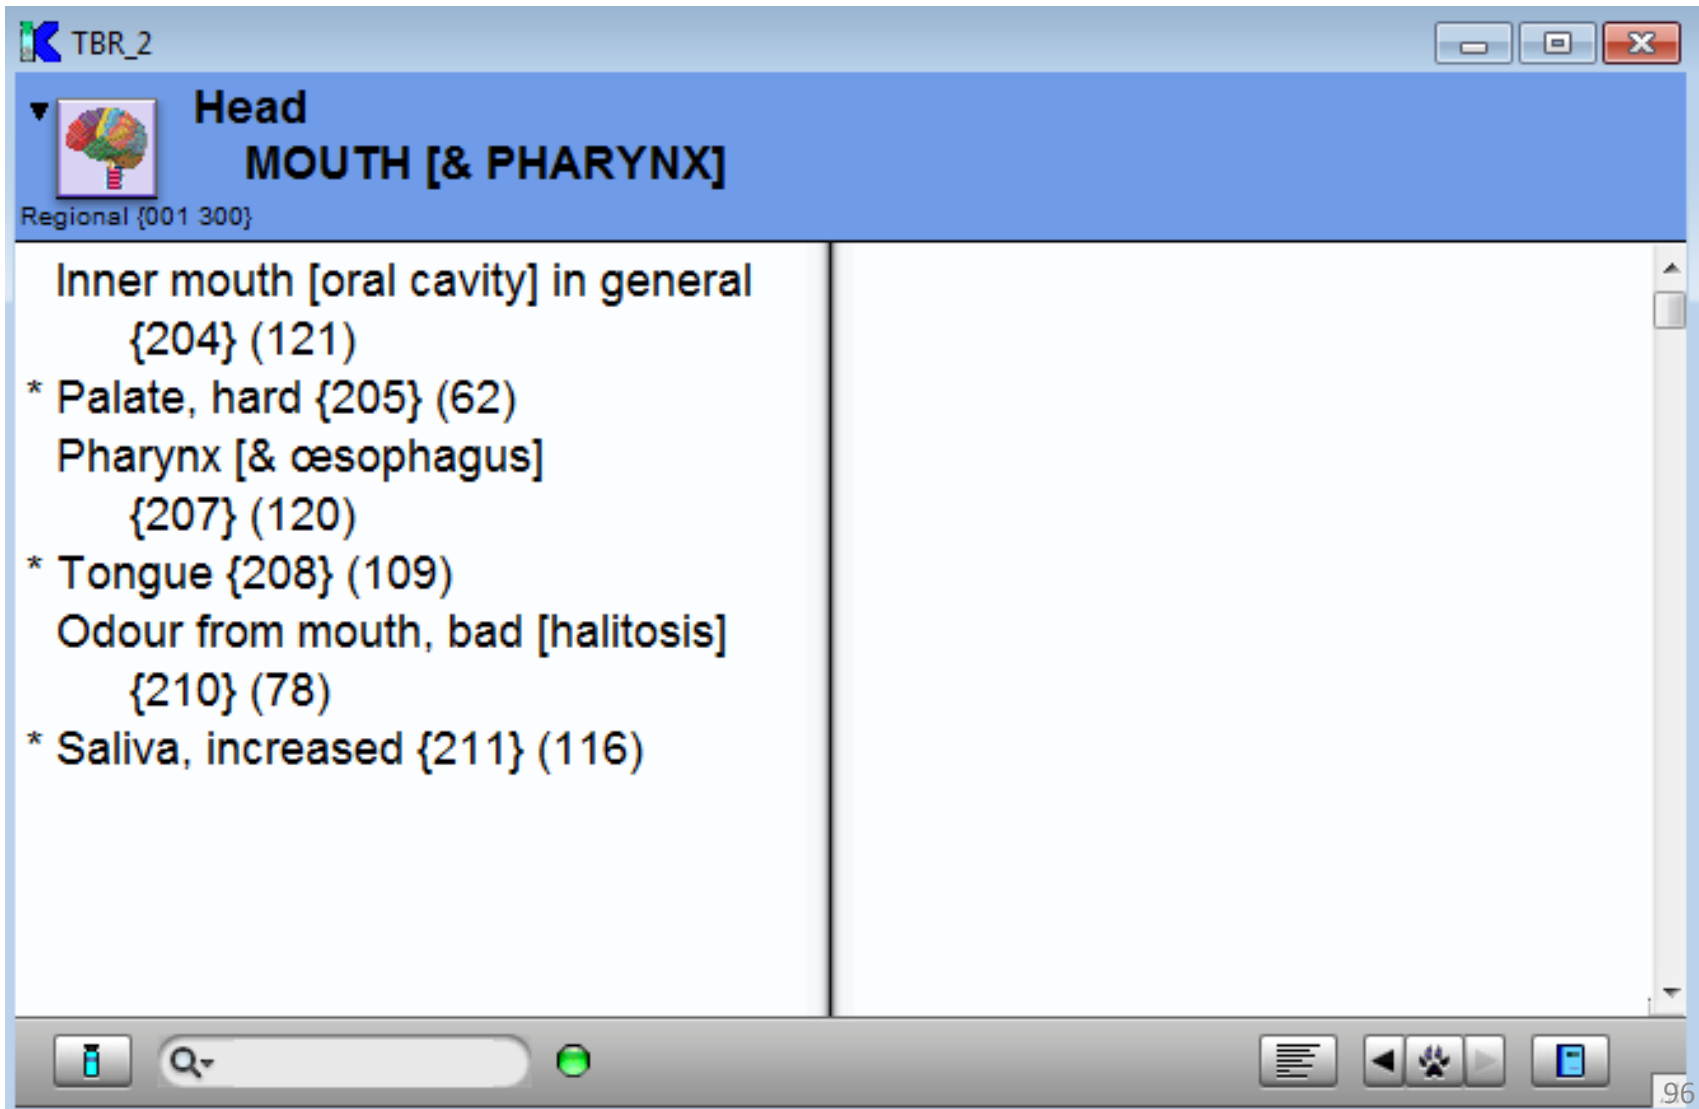 TBR_2
Head
MOUTH [& PHARYNX]
Regional {001 300}
Inner mouth [oral cavity] in general
{204} (121)
* Palate, hard {205} (62)
Pharynx [& œsophagus]
{207} (120)
* Tongue {208} (109)
Odour from mouth, bad [halitosis]
{210} (78)
* Saliva, increased {211} (116)
96